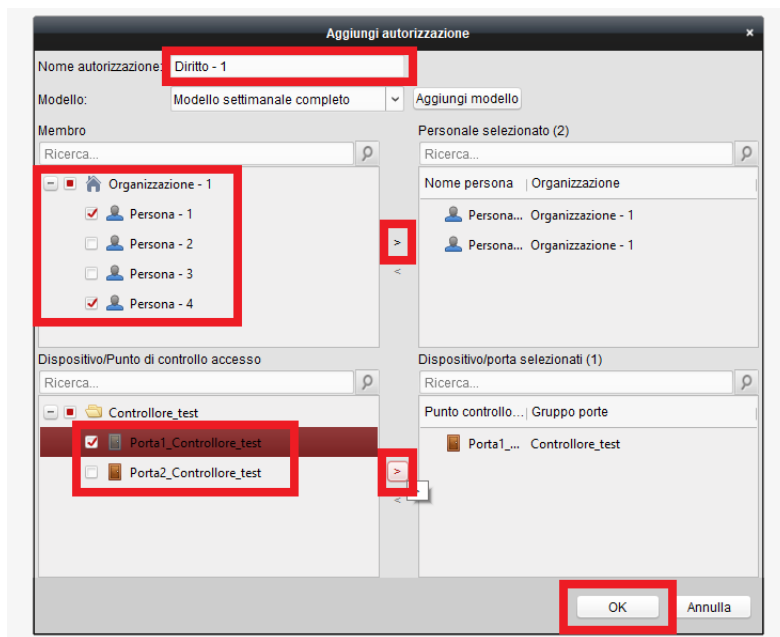 Aggiungi autorizzazione ×
Nome autorizzazione: Diritto - 1
Modello: Modello settimanale completo Aggiungi modello
Membro Personale selezionato (2)
Ricerca... Ricerca...
Organizzazione - 1 Nome persona Organizzazione
Persona - 1 Persona... Organizzazione - 1
Persona - 2 > Persona... Organizzazione - 1
Persona - 3 <
Persona - 4
Dispositivo/Punto di controllo accesso Dispositivo/porta selezionati (1)
Ricerca... Ricerca...
Controllore_test Punto controllo... Gruppo porte
Porta1_Controllore_test Porta1_... Controllore_test
Porta2_Controllore_test >
<
OK Annulla